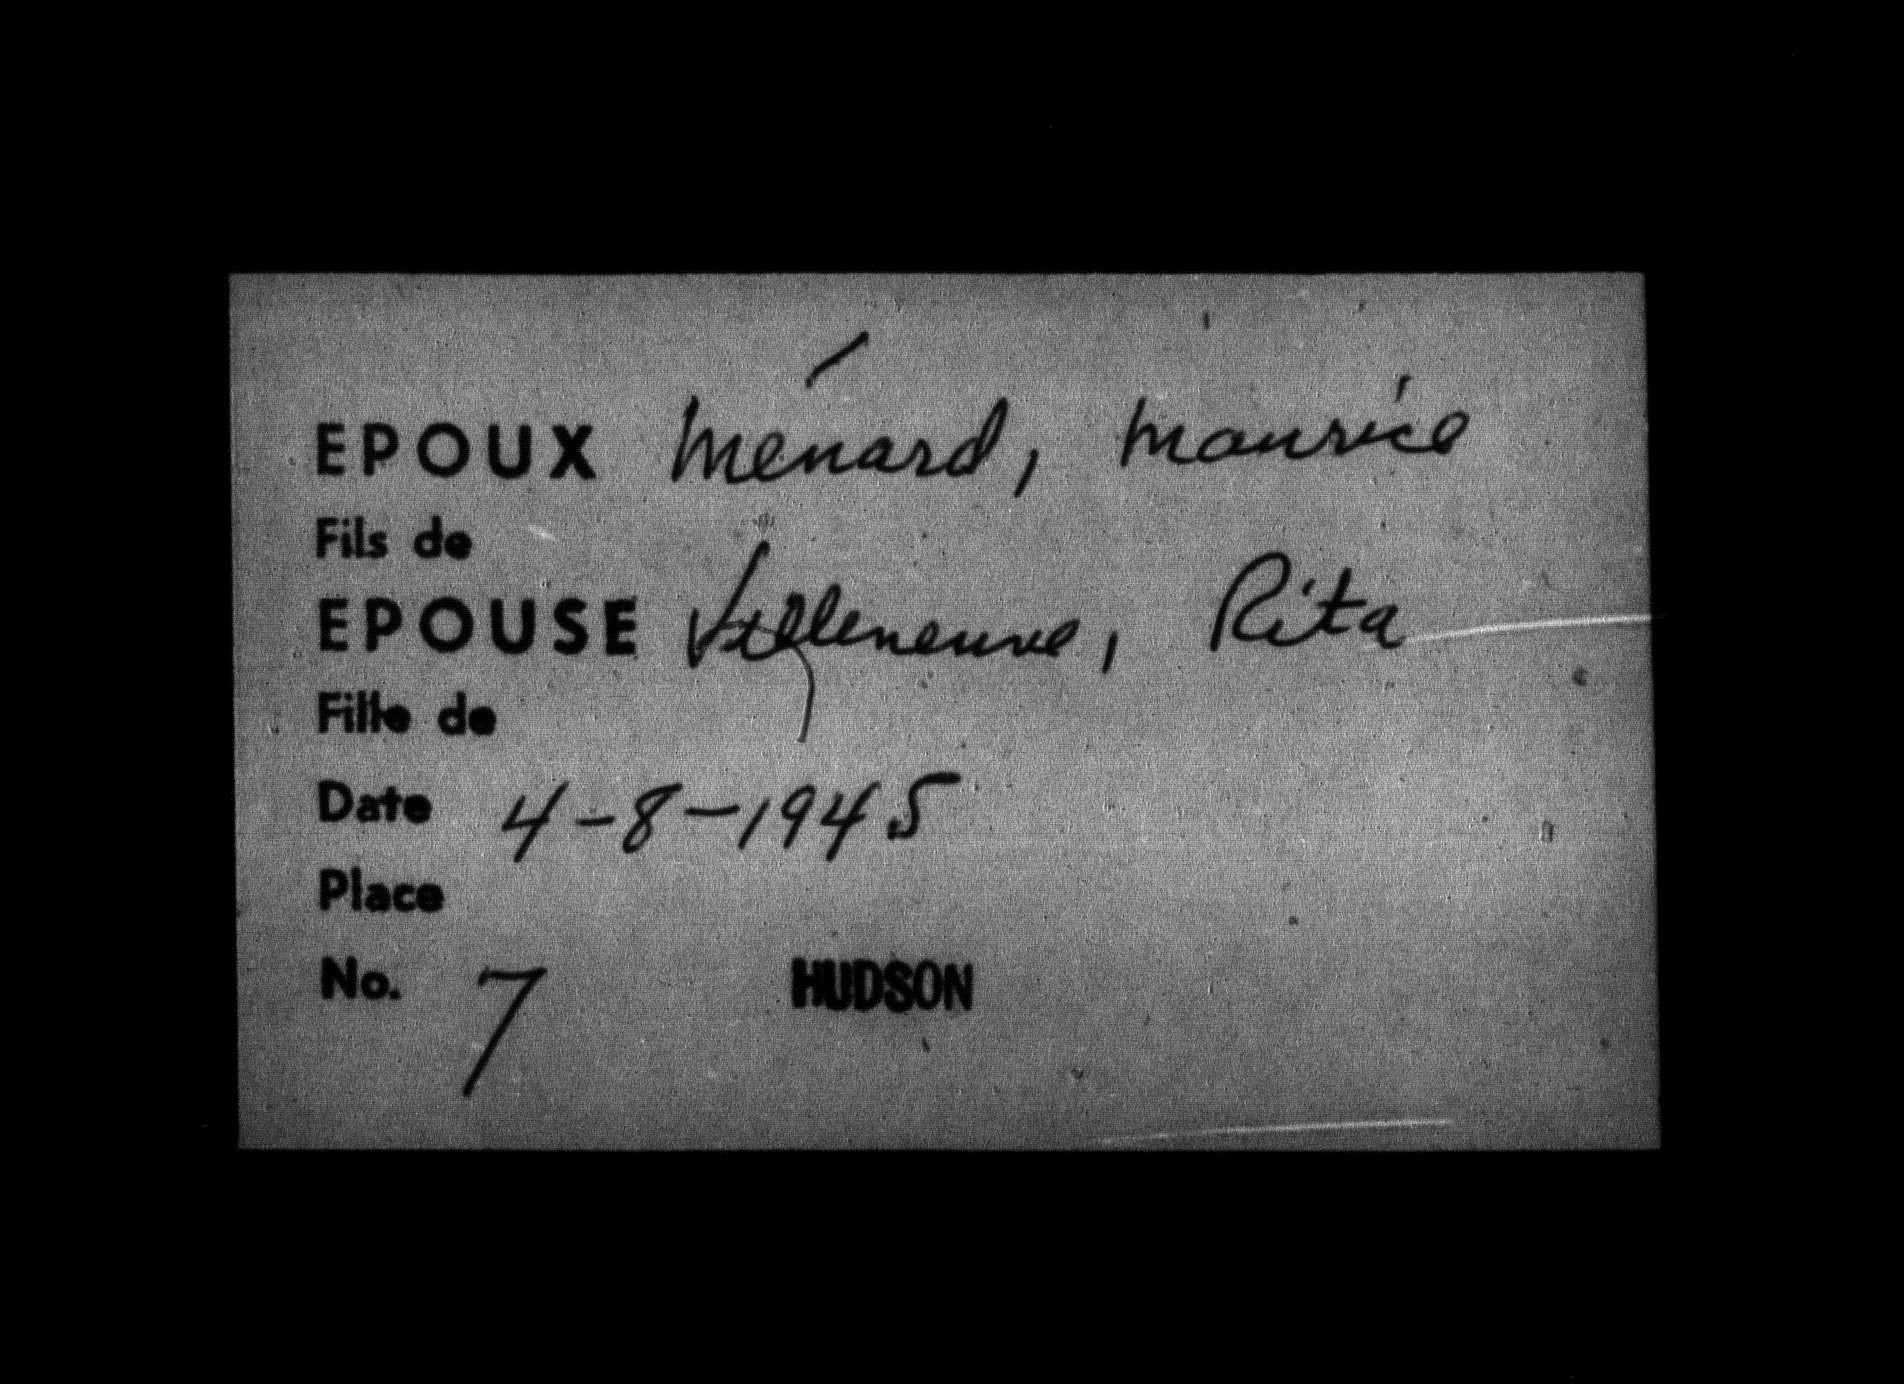 EPOUX Ménard, Maurice
Fils de
EPOUSE Villeneuve, Rita
Fille de
Date 4-8-1945
Place
No. 7 HUDSON